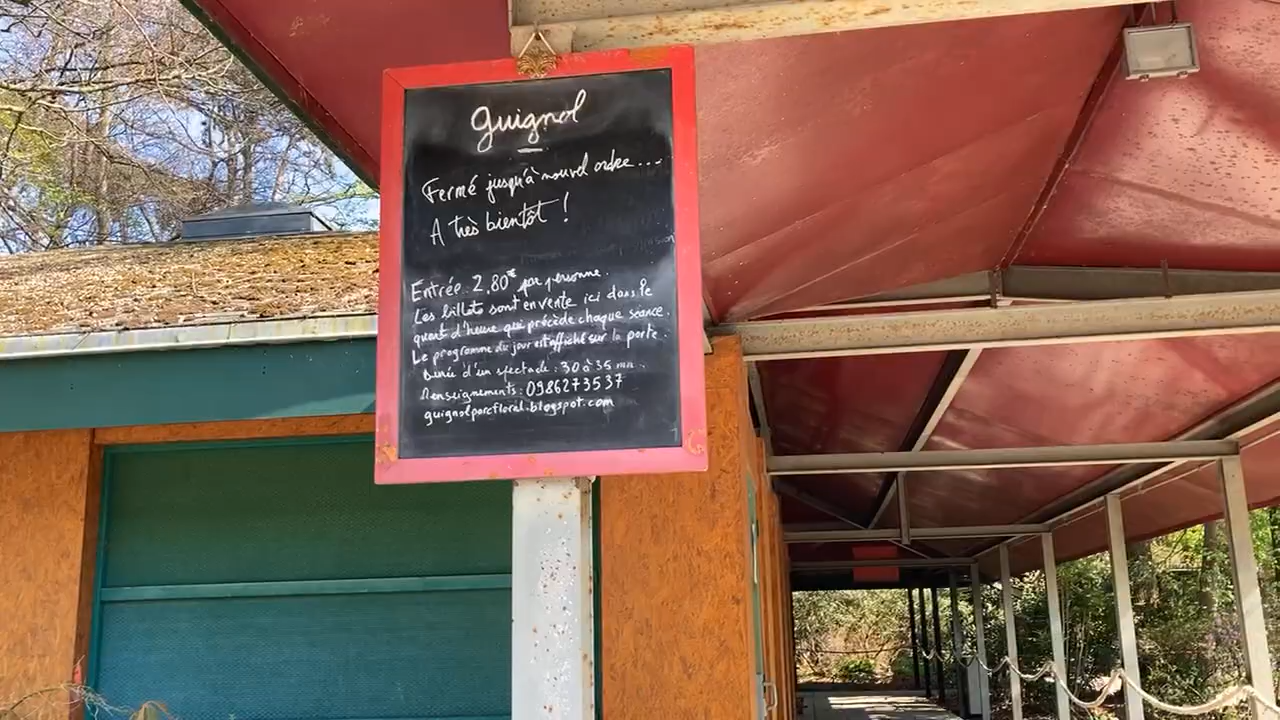 Guignol
Fermé jusqu'à nouvel ordre...
A très bientôt !
Entrée 2,80€ par personne.
Les billets sont en vente ici dans le
quart d'heure qui précède chaque séance.
Le programme du jour est affiché sur la porte.
Durée d'un spectacle : 30 à 35 mn.
Renseignements : 0986273537
guignolparcfloral.blogspot.com